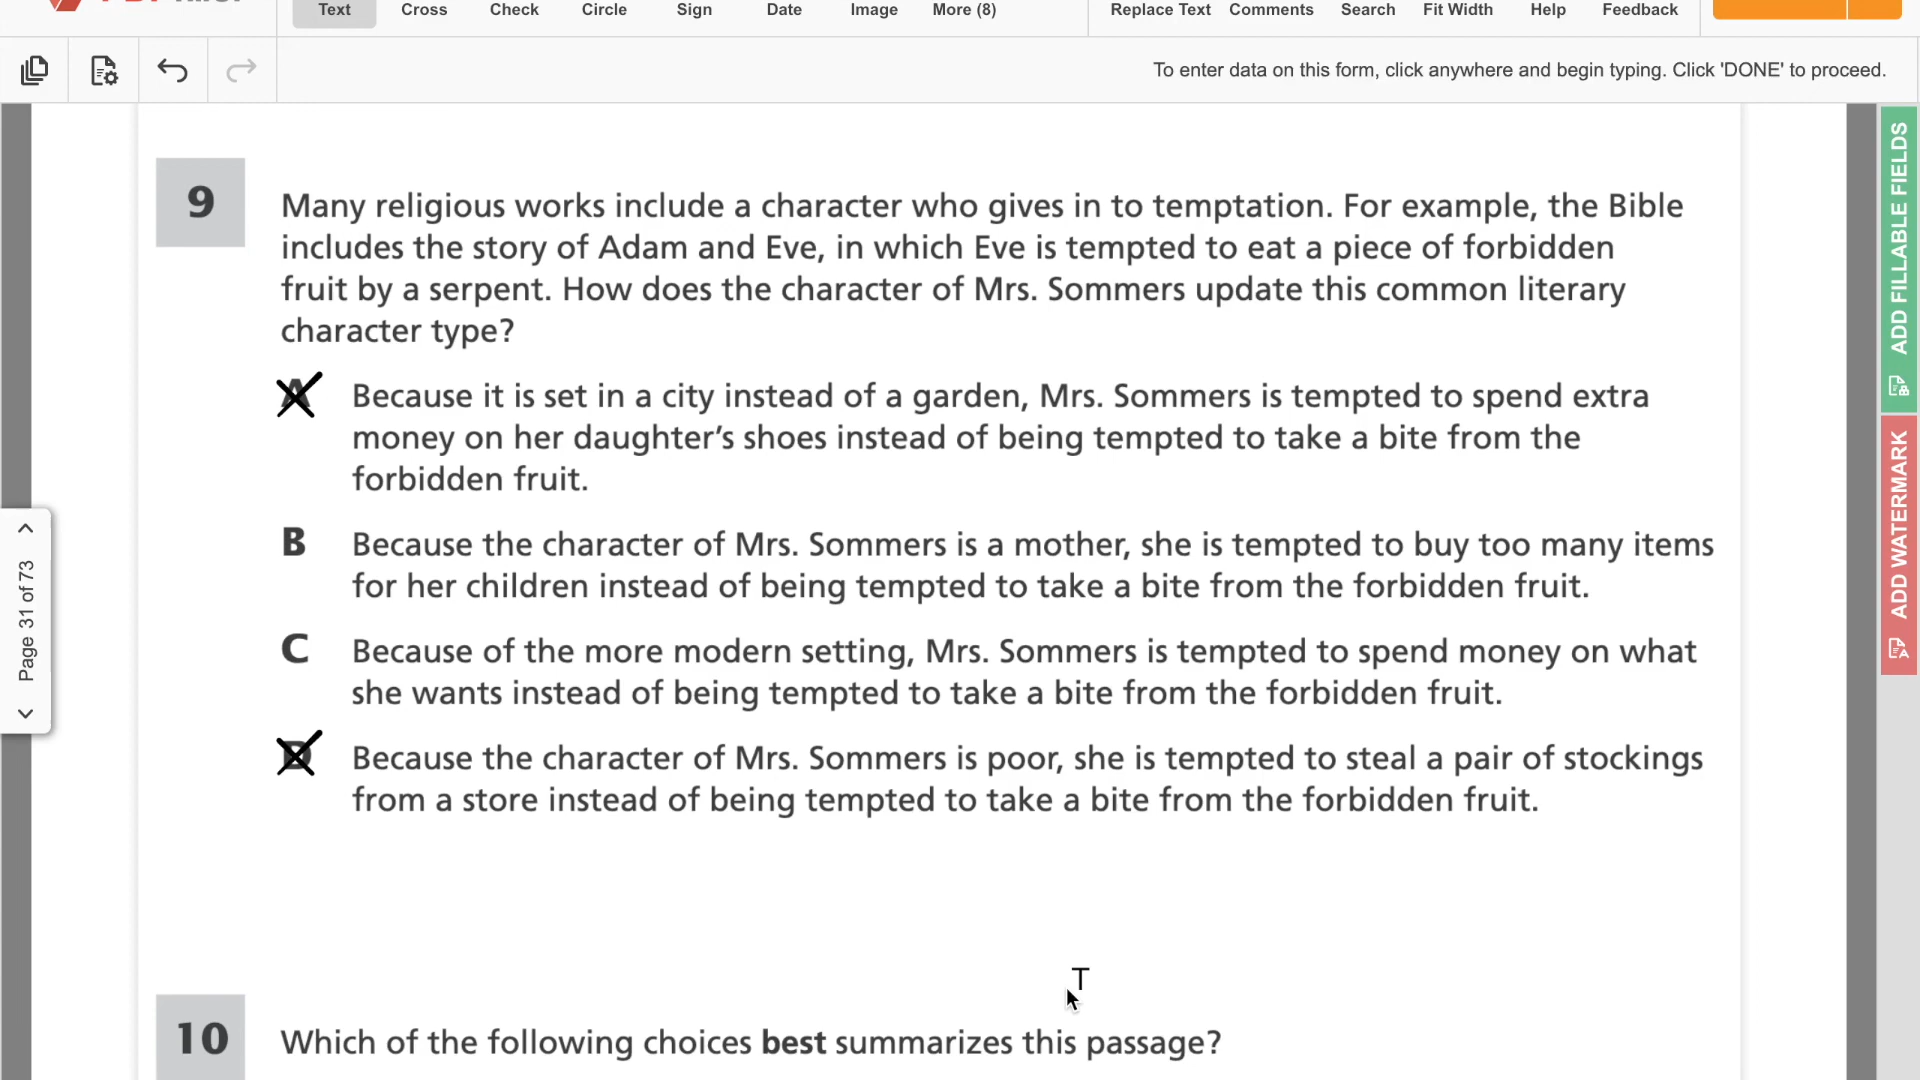 Text Cross Check Circle Sign Date Image More (8) Replace Text Comments Search Fit Width Help Feedback
To enter data on this form, click anywhere and begin typing. Click 'DONE' to proceed.
ADD FILLABLE FIELDS
ADD WATERMARK
Page 31 of 73
9 Many religious works include a character who gives in to temptation. For example, the Bible
includes the story of Adam and Eve, in which Eve is tempted to eat a piece of forbidden
fruit by a serpent. How does the character of Mrs. Sommers update this common literary
character type?
A Because it is set in a city instead of a garden, Mrs. Sommers is tempted to spend extra
money on her daughter’s shoes instead of being tempted to take a bite from the
forbidden fruit.
B Because the character of Mrs. Sommers is a mother, she is tempted to buy too many items
for her children instead of being tempted to take a bite from the forbidden fruit.
C Because of the more modern setting, Mrs. Sommers is tempted to spend money on what
she wants instead of being tempted to take a bite from the forbidden fruit.
D Because the character of Mrs. Sommers is poor, she is tempted to steal a pair of stockings
from a store instead of being tempted to take a bite from the forbidden fruit.
T
10 Which of the following choices best summarizes this passage?